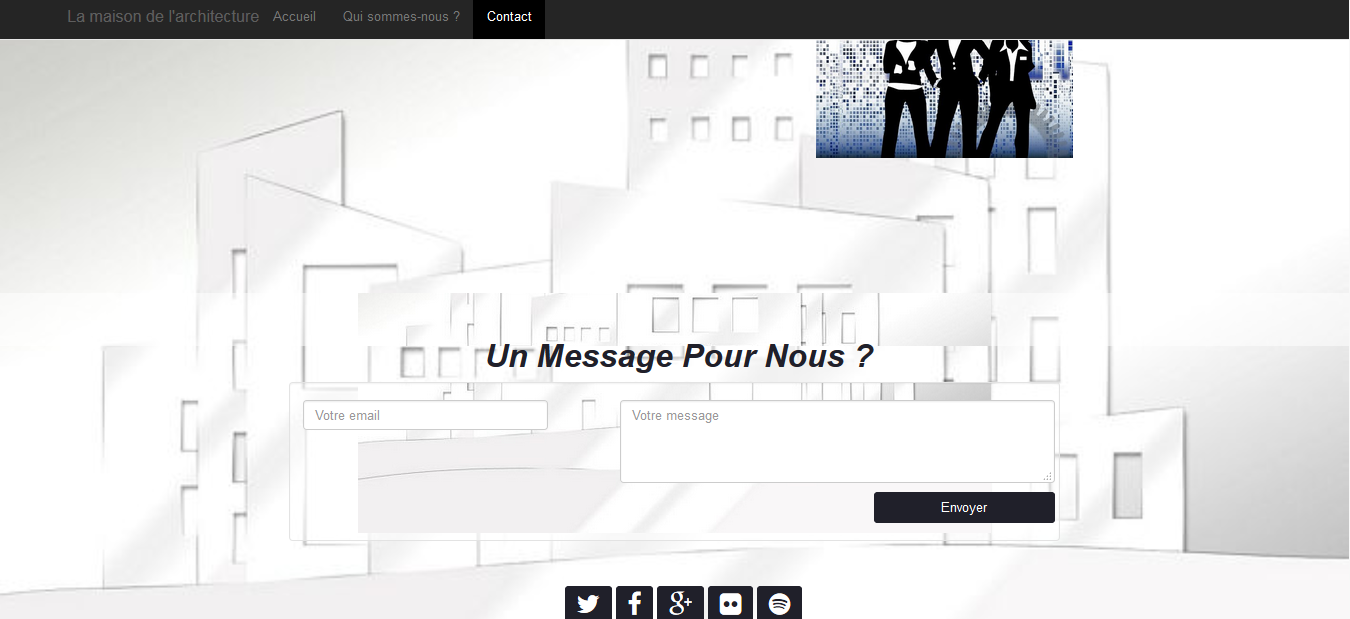 La maison de l'architecture Accueil Qui sommes-nous ? Contact
Un Message Pour Nous ?
Votre email Votre message
Envoyer